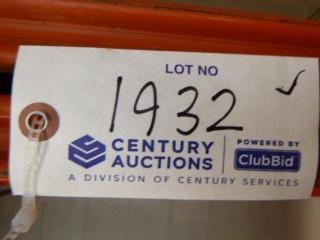 LOT NO
1932
CENTURY AUCTIONS
POWERED BY
ClubBid
A DIVISION OF CENTURY SERVICES